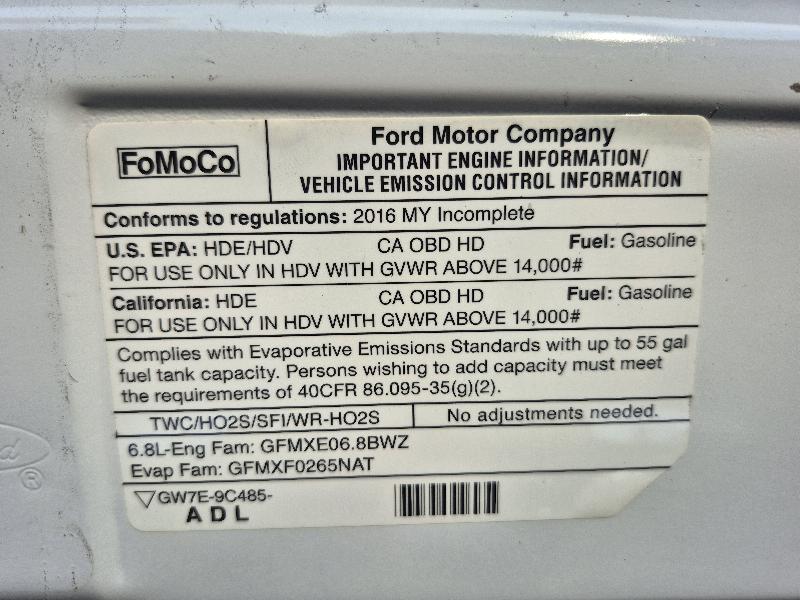 FoMoCo
Ford Motor Company
IMPORTANT ENGINE INFORMATION/
VEHICLE EMISSION CONTROL INFORMATION
Conforms to regulations: 2016 MY Incomplete
U.S. EPA: HDE/HDV CA OBD HD Fuel: Gasoline
FOR USE ONLY IN HDV WITH GVWR ABOVE 14,000#
California: HDE CA OBD HD Fuel: Gasoline
FOR USE ONLY IN HDV WITH GVWR ABOVE 14,000#
Complies with Evaporative Emissions Standards with up to 55 gal
fuel tank capacity. Persons wishing to add capacity must meet
the requirements of 40CFR 86.095-35(g)(2).
TWC/HO2S/SFI/WR-HO2S No adjustments needed.
6.8L-Eng Fam: GFMXE06.8BWZ
Evap Fam: GFMXF0265NAT
GW7E-9C485-
ADL
®